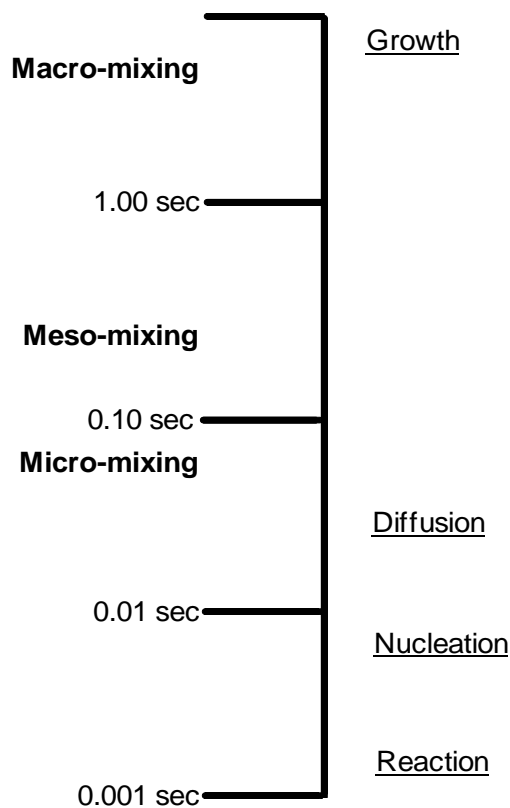 Growth
Macro-mixing
1.00 sec
Meso-mixing
0.10 sec
Micro-mixing
Diffusion
0.01 sec
Nucleation
Reaction
0.001 sec